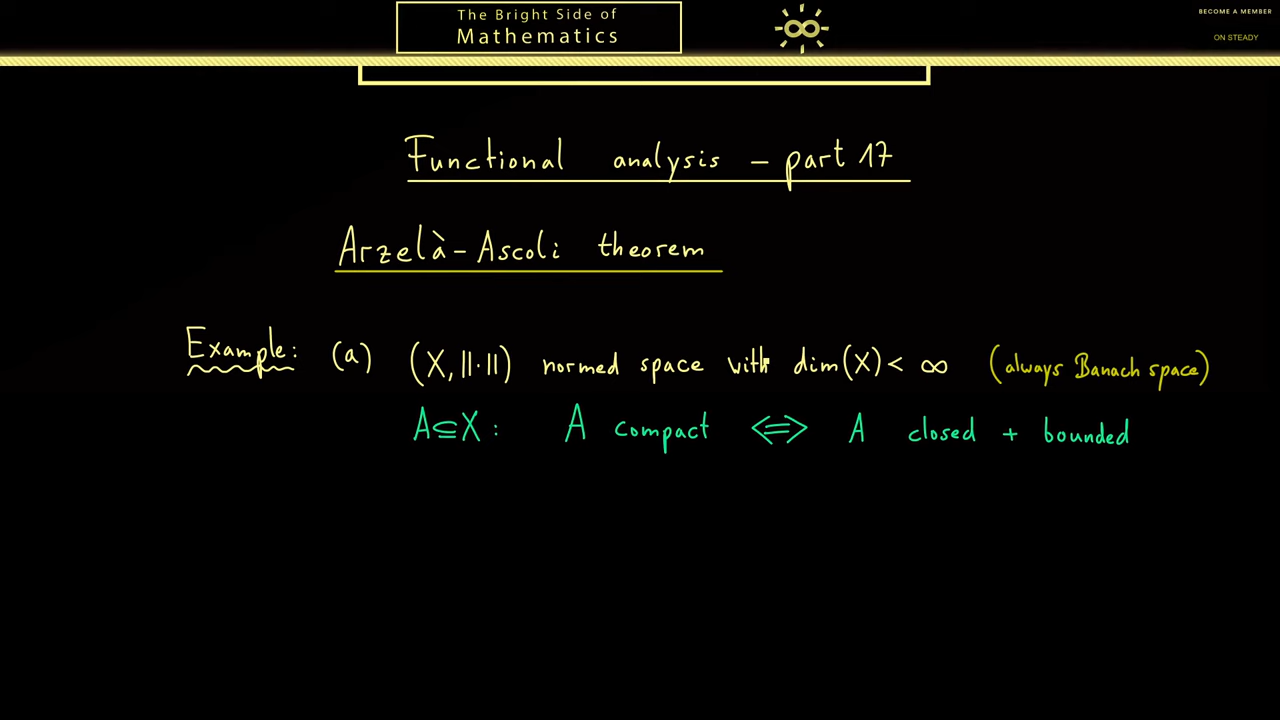 The Bright Side of
Mathematics
BECOME A MEMBER
ON STEADY
Functional analysis – part 17
Arzelà – Ascoli theorem
Example: (a) (X, ||·||) normed space with dim(X) < ∞ (always Banach space)
A ⊆ X : A compact ⟺ A closed + bounded